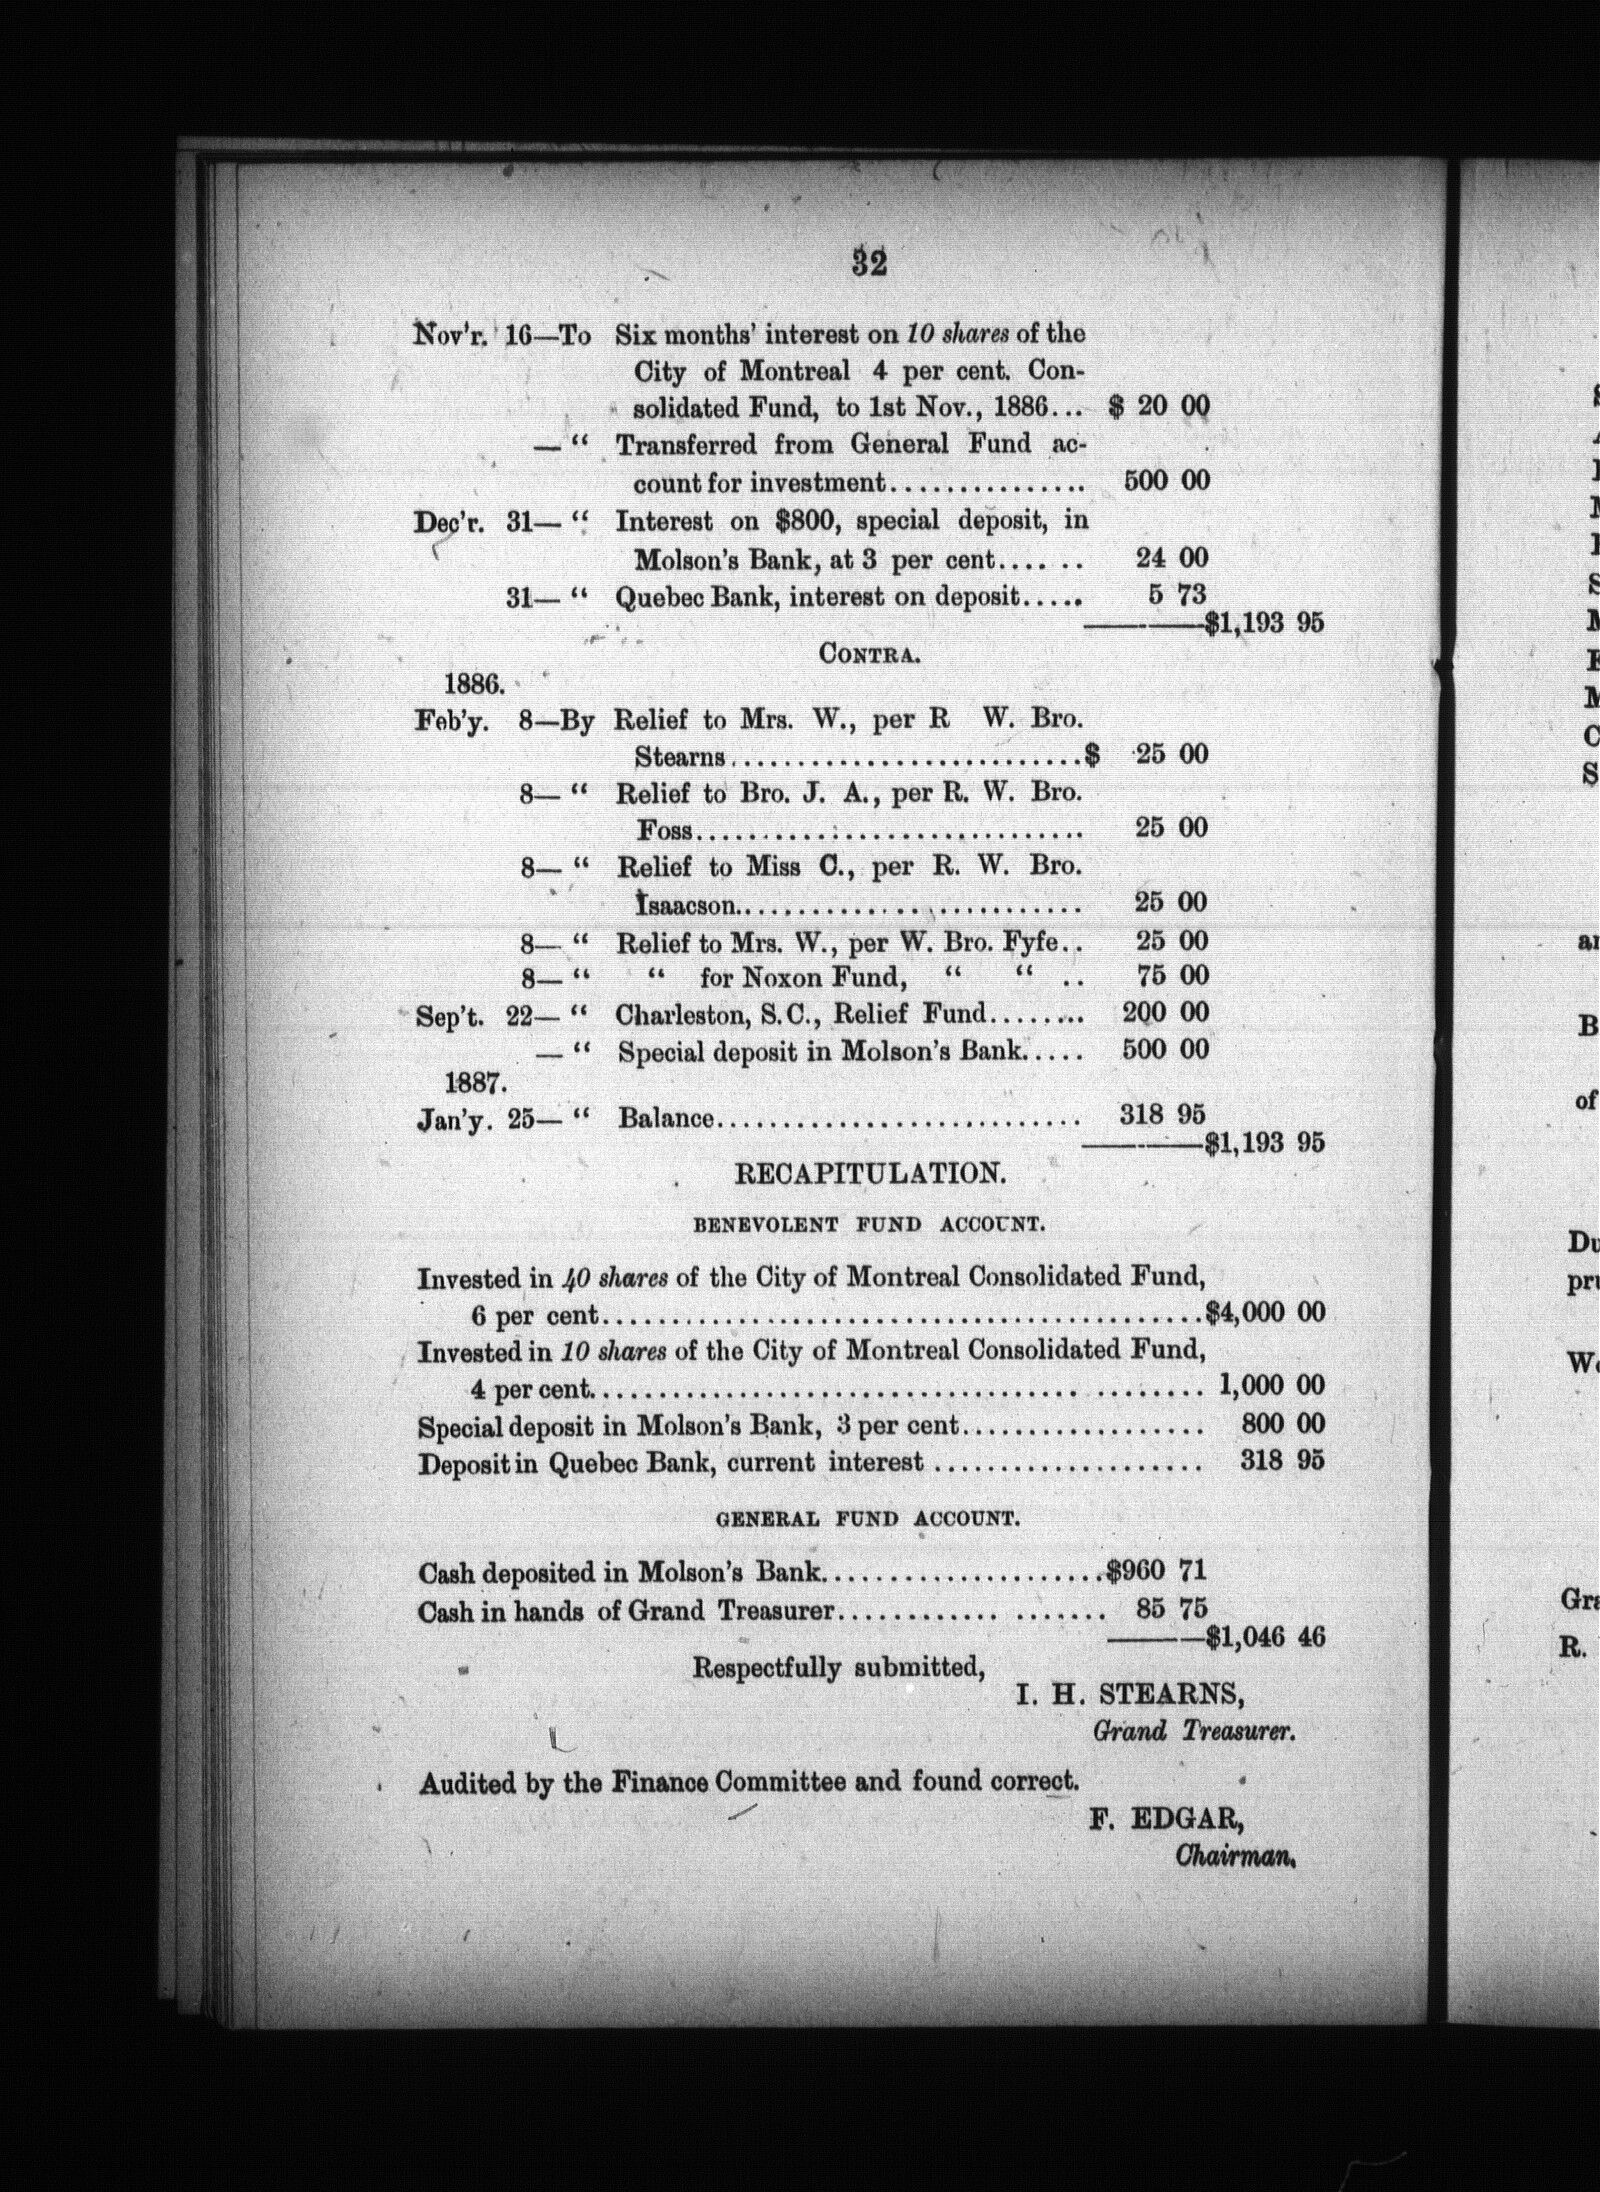 32
Nov'r. 16—To Six months' interest on 10 shares of the
City of Montreal 4 per cent. Con-
solidated Fund, to 1st Nov., 1886... $ 20 00
— “ Transferred from General Fund ac-
count for investment............... 500 00
Dec'r. 31— “ Interest on $800, special deposit, in
Molson's Bank, at 3 per cent...... 24 00
31— “ Quebec Bank, interest on deposit..... 5 73
————$1,193 95
CONTRA.
1886.
Feb'y. 8—By Relief to Mrs. W., per R W. Bro.
Stearns...........................$ 25 00
8— “ Relief to Bro. J. A., per R. W. Bro.
Foss............................. 25 00
8— “ Relief to Miss C., per R. W. Bro.
Isaacson.......................... 25 00
8— “ Relief to Mrs. W., per W. Bro. Fyfe.. 25 00
8— “ “ for Noxon Fund, “ “ .. 75 00
Sep't. 22— “ Charleston, S.C., Relief Fund........ 200 00
— “ Special deposit in Molson's Bank..... 500 00
1887.
Jan'y. 25— “ Balance........................... 318 95
————$1,193 95
RECAPITULATION.
BENEVOLENT FUND ACCOUNT.
Invested in 40 shares of the City of Montreal Consolidated Fund,
6 per cent.............................................$4,000 00
Invested in 10 shares of the City of Montreal Consolidated Fund,
4 per cent.................................... ........ 1,000 00
Special deposit in Molson's Bank, 3 per cent.................. 800 00
Deposit in Quebec Bank, current interest .................... 318 95
GENERAL FUND ACCOUNT.
Cash deposited in Molson's Bank.....................$960 71
Cash in hands of Grand Treasurer............ ....... 85 75
————$1,046 46
Respectfully submitted,
I. H. STEARNS,
Grand Treasurer.
Audited by the Finance Committee and found correct.
F. EDGAR,
Chairman.